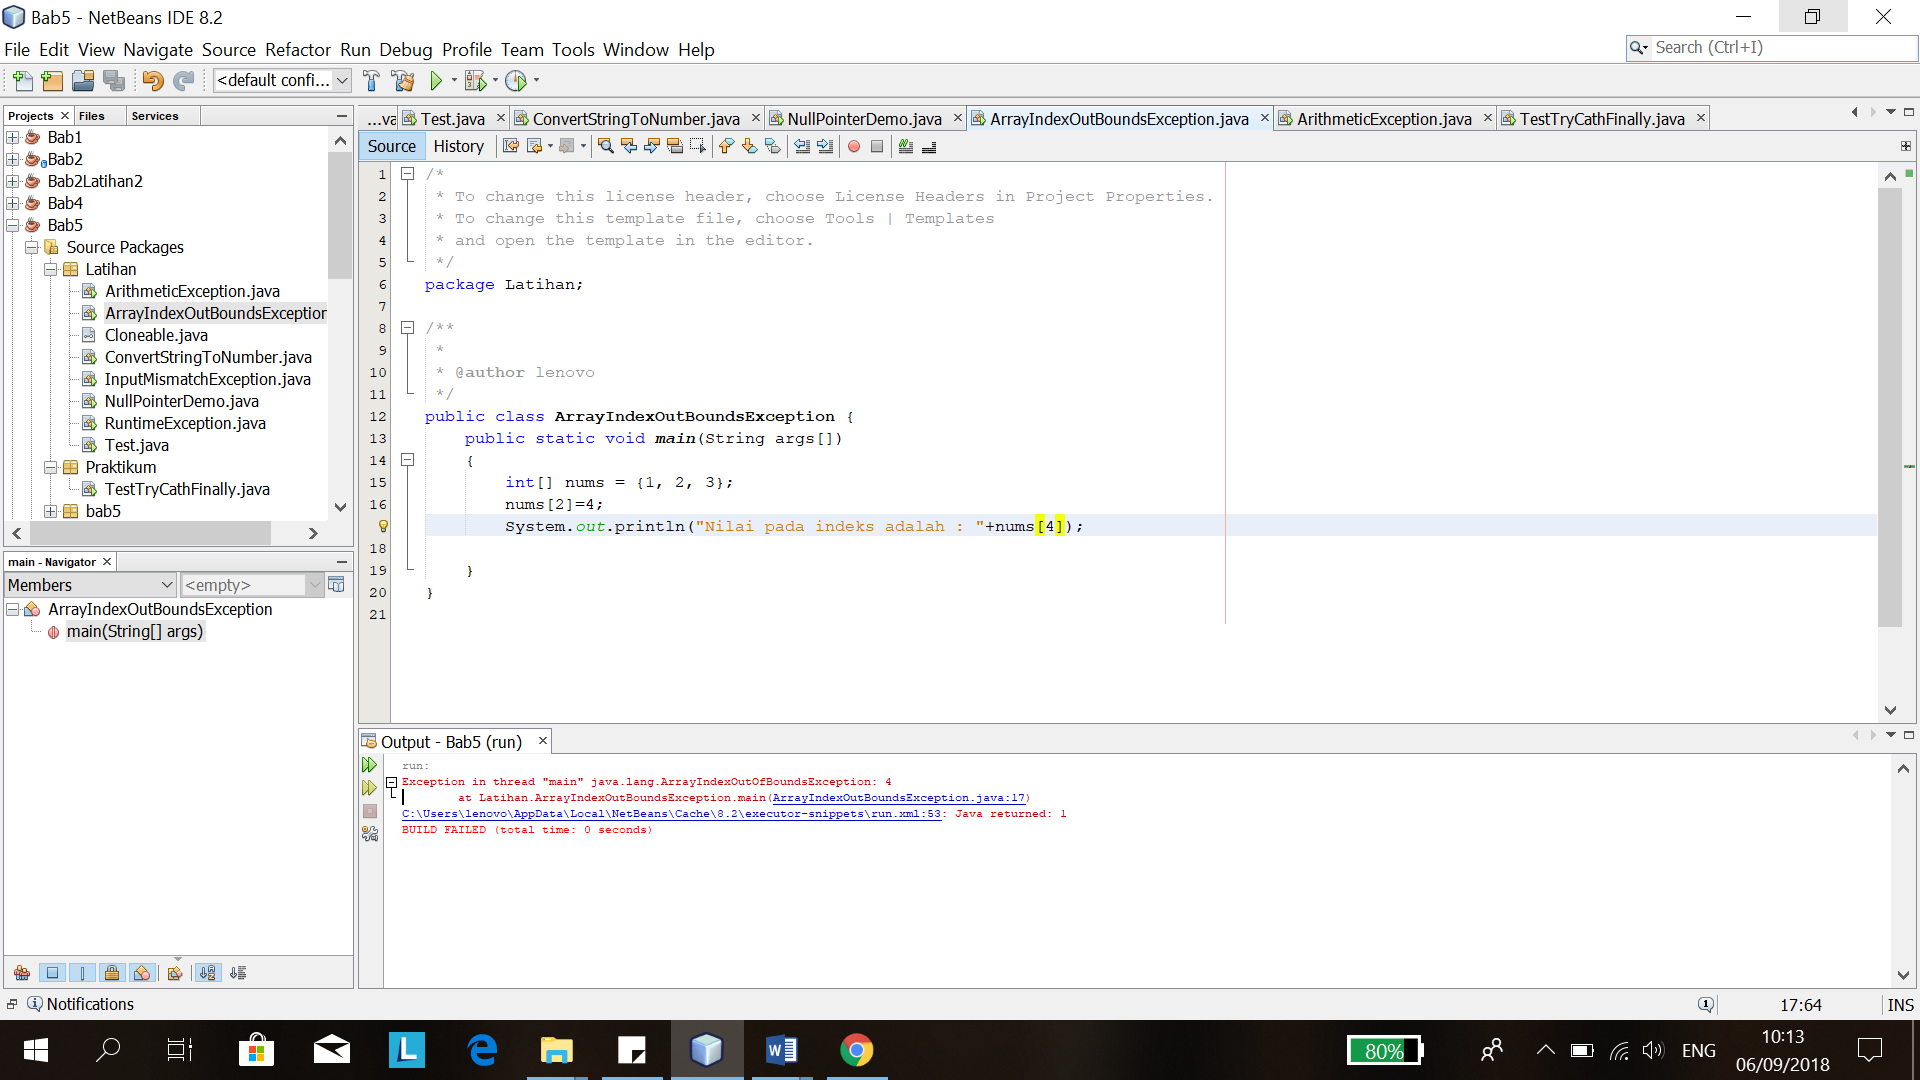 Bab5 - NetBeans IDE 8.2
File Edit View Navigate Source Refactor Run Debug Profile Team Tools Window Help
Search (Ctrl+I)
<default confi...
Projects Files Services
Bab1
Bab2
Bab2Latihan2
Bab4
Bab5
Source Packages
Latihan
ArithmeticException.java
ArrayIndexOutBoundsException
Cloneable.java
ConvertStringToNumber.java
InputMismatchException.java
NullPointerDemo.java
RuntimeException.java
Test.java
Praktikum
TestTryCathFinally.java
bab5
main - Navigator
Members <empty>
ArrayIndexOutBoundsException
main(String[] args)
...va Test.java ConvertStringToNumber.java NullPointerDemo.java ArrayIndexOutBoundsException.java ArithmeticException.java TestTryCathFinally.java
Source History
1 /*
2 * To change this license header, choose License Headers in Project Properties.
3 * To change this template file, choose Tools | Templates
4 * and open the template in the editor.
5 */
6 package Latihan;
7
8 /**
9 *
10 * @author lenovo
11 */
12 public class ArrayIndexOutBoundsException {
13 public static void main(String args[])
14 {
15 int[] nums = {1, 2, 3};
16 nums[2]=4;
System.out.println("Nilai pada indeks adalah : "+nums[4]);
18
19 }
20 }
21
Output - Bab5 (run)
run:
Exception in thread "main" java.lang.ArrayIndexOutOfBoundsException: 4
at Latihan.ArrayIndexOutBoundsException.main(ArrayIndexOutBoundsException.java:17)
C:\Users\lenovo\AppData\Local\NetBeans\Cache\8.2\executor-snippets\run.xml:53: Java returned: 1
BUILD FAILED (total time: 0 seconds)
Notifications
17:64 INS
80%
ENG
10:13
06/09/2018